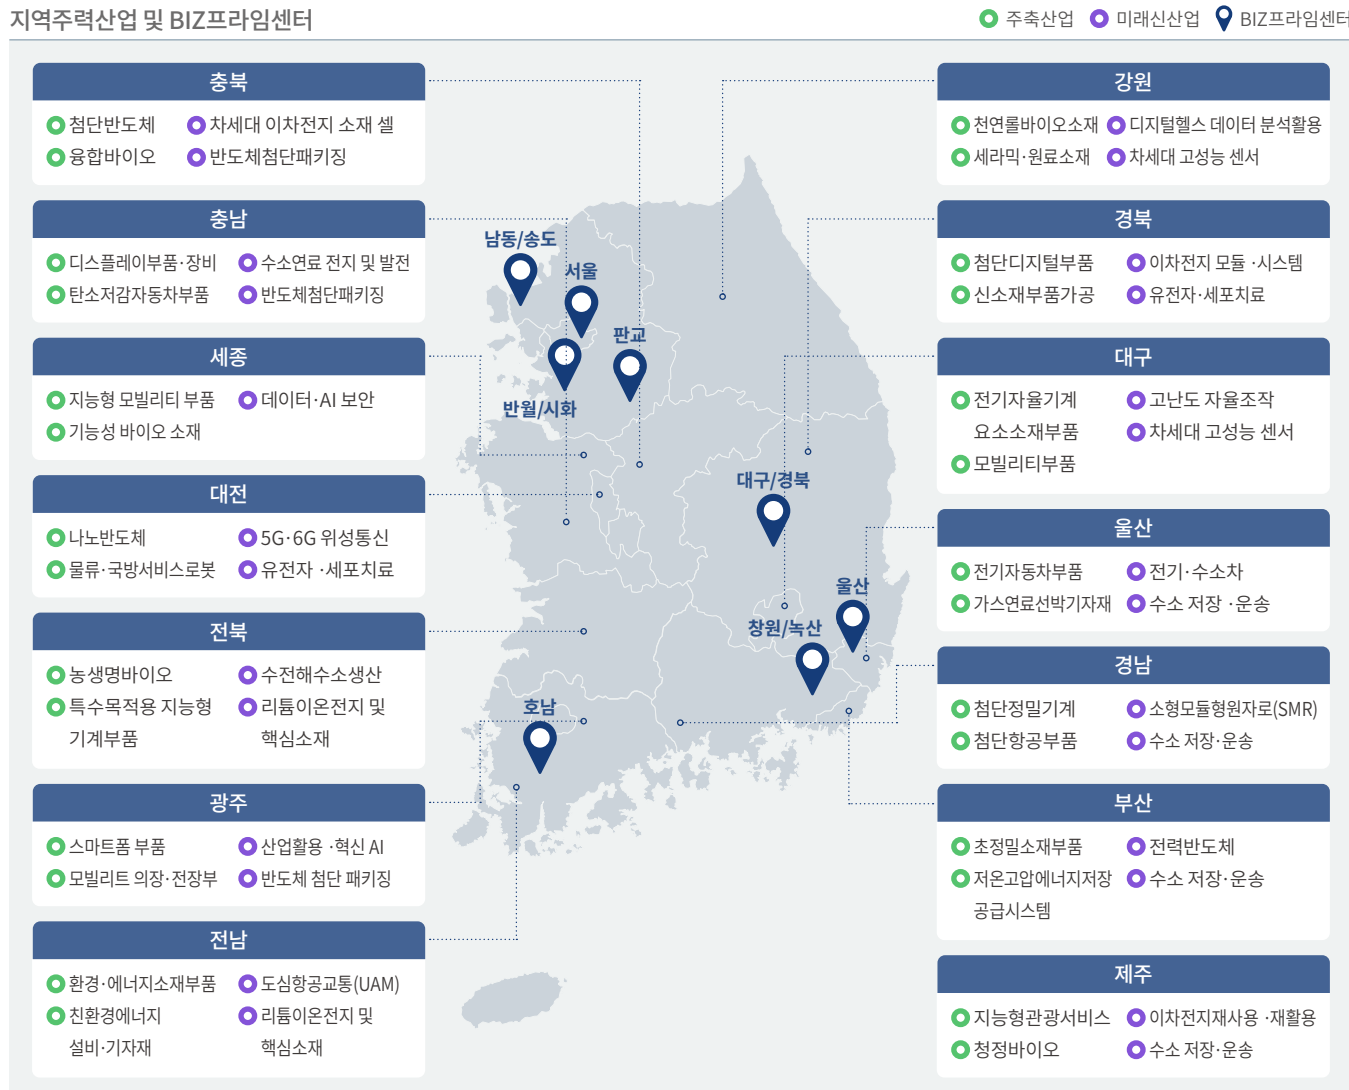 지역주력산업 및 BIZ프라임센터
주축산업 미래신산업 BIZ프라임센터
충북
첨단반도체 차세대 이차전지 소재 셀
융합바이오 반도체첨단패키징
충남
디스플레이부품·장비 수소연료 전지 및 발전
탄소저감자동차부품 반도체첨단패키징
세종
지능형 모빌리티 부품 데이터·AI 보안
기능성 바이오 소재
대전
나노반도체 5G·6G 위성통신
물류·국방서비스로봇 유전자 ·세포치료
전북
농생명바이오 수전해수소생산
특수목적용 지능형 리튬이온전지 및
기계부품 핵심소재
광주
스마트폼 부품 산업활용 ·혁신 AI
모빌리트 의장·전장부 반도체 첨단 패키징
전남
환경·에너지소재부품 도심항공교통(UAM)
친환경에너지 리튬이온전지 및
설비·기자재 핵심소재
남동/송도
서울
판교
반월/시화
대구/경북
울산
창원/녹산
호남
강원
천연롤바이오소재 디지털헬스 데이터 분석활용
세라믹·원료소재 차세대 고성능 센서
경북
첨단디지털부품 이차전지 모듈 ·시스템
신소재부품가공 유전자·세포치료
대구
전기자율기계 고난도 자율조작
요소소재부품 차세대 고성능 센서
모빌리티부품
울산
전기자동차부품 전기·수소차
가스연료선박기자재 수소 저장 ·운송
경남
첨단정밀기계 소형모듈형원자로(SMR)
첨단항공부품 수소 저장·운송
부산
초정밀소재부품 전력반도체
저온고압에너지저장 수소 저장·운송
공급시스템
제주
지능형관광서비스 이차전지재사용 ·재활용
청정바이오 수소 저장·운송